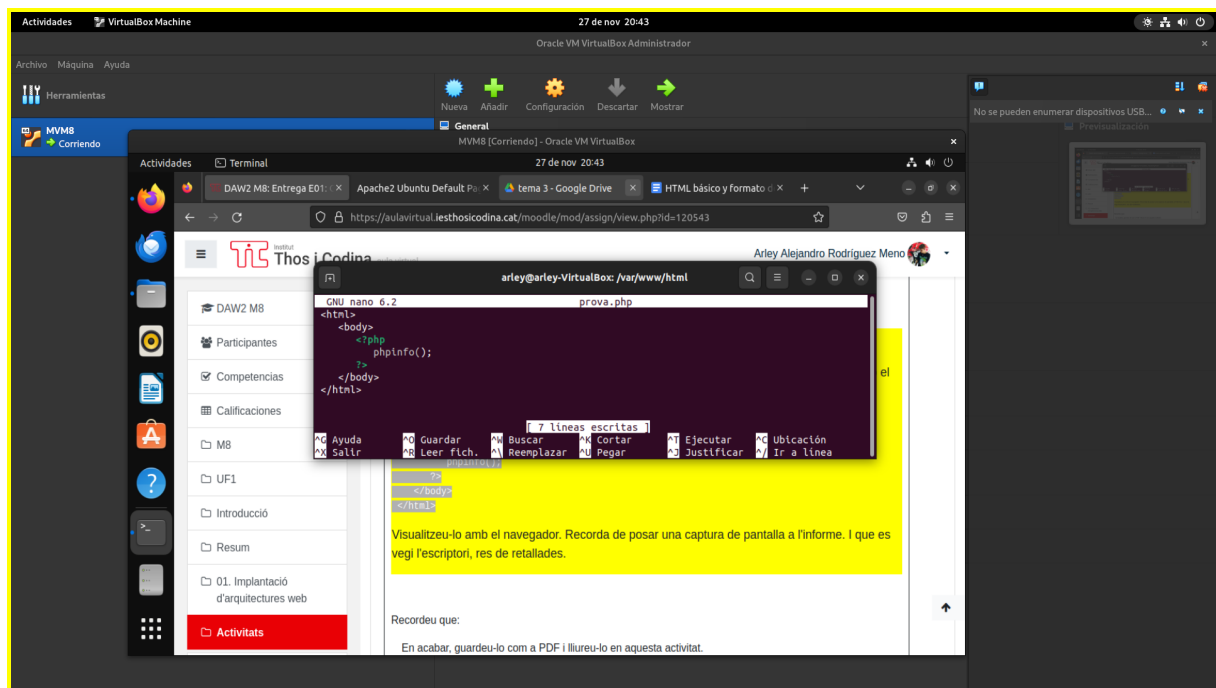 Actividades VirtualBox Machine 27 de nov 20:43
Oracle VM VirtualBox Administrador
Archivo Máquina Ayuda
Herramientas
Nueva Añadir Configuración Descartar Mostrar
No se pueden enumerar dispositivos USB...
MVM8
Corriendo
General
Previsualización
MVM8 [Corriendo] - Oracle VM VirtualBox
Actividades Terminal 27 de nov 20:43
DAW2 M8: Entrega E01: Apache2 Ubuntu Default Pa tema 3 - Google Drive HTML básico y formato d
https://aulavirtual.iesthosicodina.cat/moodle/mod/assign/view.php?id=120543
TIC Institut
Thos i Codina
Arley Alejandro Rodríguez Meno
arley@arley-VirtualBox: /var/www/html
GNU nano 6.2 prova.php
<html>
<body>
<?php
phpinfo();
?>
</body>
</html>
[ 7 líneas escritas ]
^G Ayuda ^O Guardar ^W Buscar ^K Cortar ^T Ejecutar ^C Ubicación
^X Salir ^R Leer fich. ^\ Reemplazar ^U Pegar ^J Justificar ^/ Ir a línea
DAW2 M8
Participantes
Competencias
Calificaciones
M8
UF1
Introducció
Resum
01. Implantació
d'arquitectures web
Activitats
el
phpinfo();
?>
</body>
</html>
Visualitzeu-lo amb el navegador. Recorda de posar una captura de pantalla a l'informe. I que es
vegi l'escriptori, res de retallades.
Recordeu que:
En acabar, guardeu-lo com a PDF i lliureu-lo en aquesta activitat.